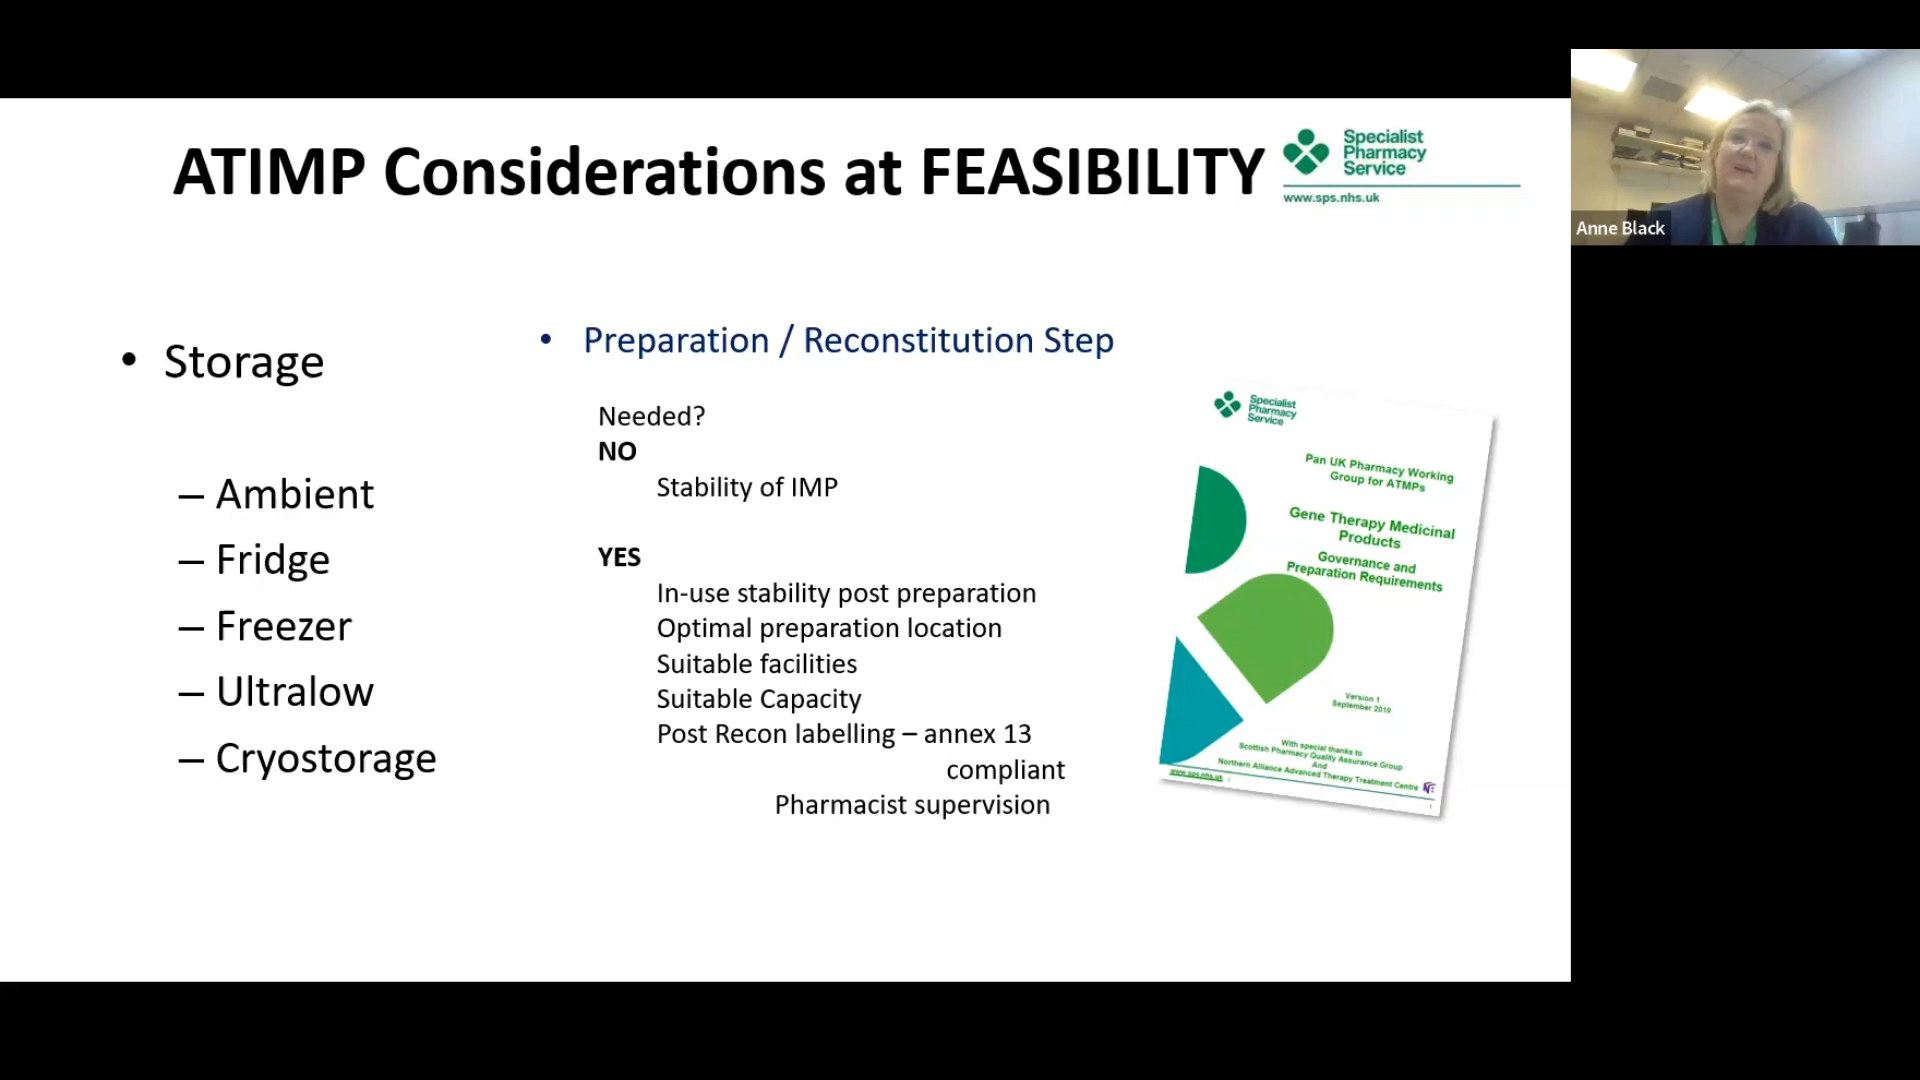 ATIMP Considerations at FEASIBILITY
Specialist
Pharmacy
Service
www.sps.nhs.uk
Anne Black
• Storage
– Ambient
– Fridge
– Freezer
– Ultralow
– Cryostorage
• Preparation / Reconstitution Step
Needed?
NO
Stability of IMP
YES
In-use stability post preparation
Optimal preparation location
Suitable facilities
Suitable Capacity
Post Recon labelling – annex 13
compliant
Pharmacist supervision
Specialist
Pharmacy
Service
Pan UK Pharmacy Working
Group for ATMPs
Gene Therapy Medicinal
Products
Governance and
Preparation Requirements
Version 1
September 2019
With special thanks to
Scottish Pharmacy Quality Assurance Group
And
Northern Alliance Advanced Therapy Treatment Centre
www.sps.nhs.uk